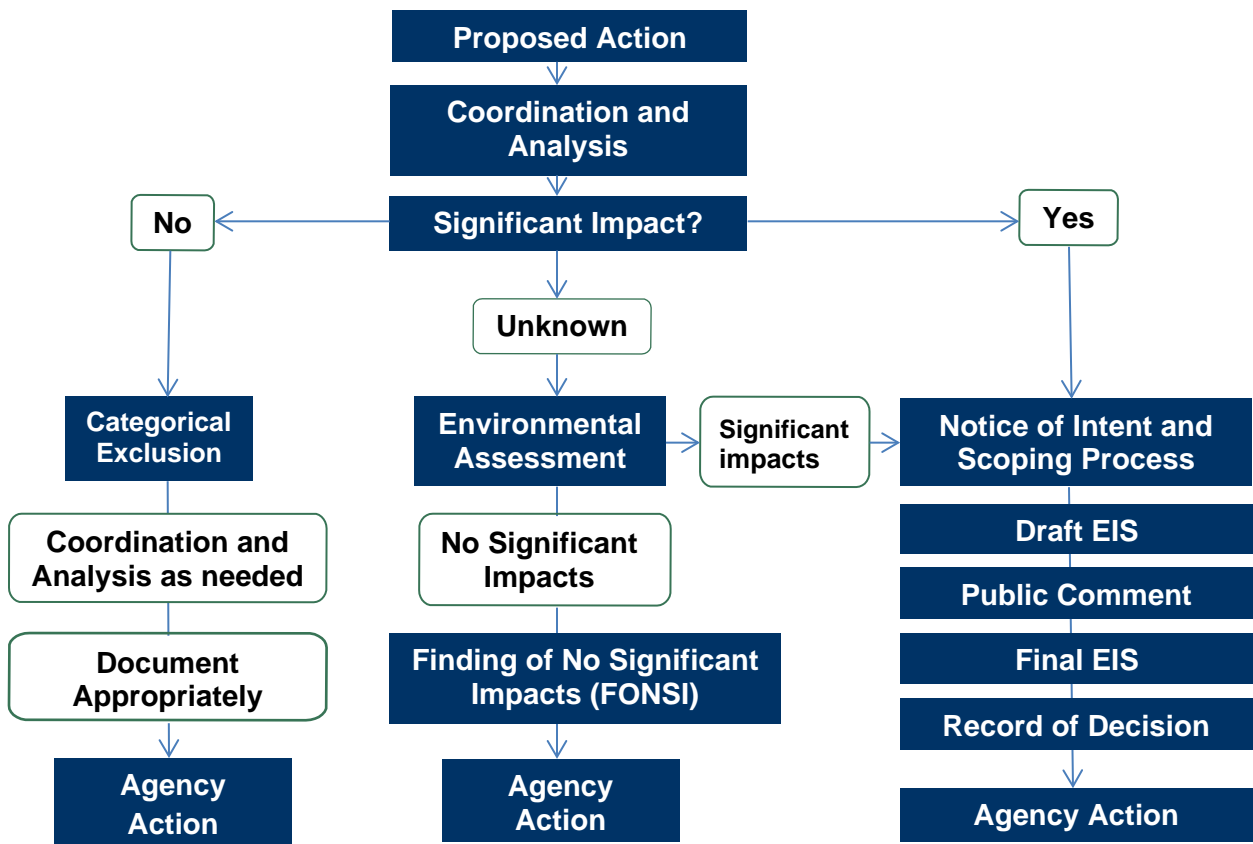 Proposed Action
Coordination and
Analysis
No
Significant Impact?
Yes
Unknown
Categorical
Exclusion
Environmental
Assessment
Significant
impacts
Notice of Intent and
Scoping Process
Coordination and
Analysis as needed
No Significant
Impacts
Draft EIS
Public Comment
Document
Appropriately
Finding of No Significant
Impacts (FONSI)
Final EIS
Record of Decision
Agency
Action
Agency
Action
Agency Action